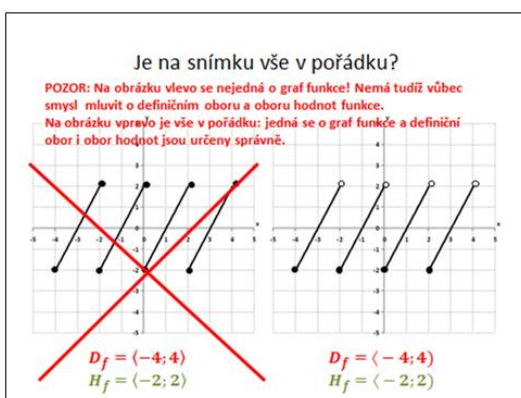 Je na snímku vše v pořádku?
POZOR: Na obrázku vlevo se nejedná o graf funkce! Nemá tudíž vůbec
smysl mluvit o definičním oboru a oboru hodnot funkce.
Na obrázku vpravo je vše v pořádku: jedná se o graf funkce a definiční
obor i obor hodnot jsou určeny správně.
D_f = ⟨−4; 4⟩
H_f = ⟨−2; 2⟩
D_f = ⟨−4; 4)
H_f = ⟨−2; 2)